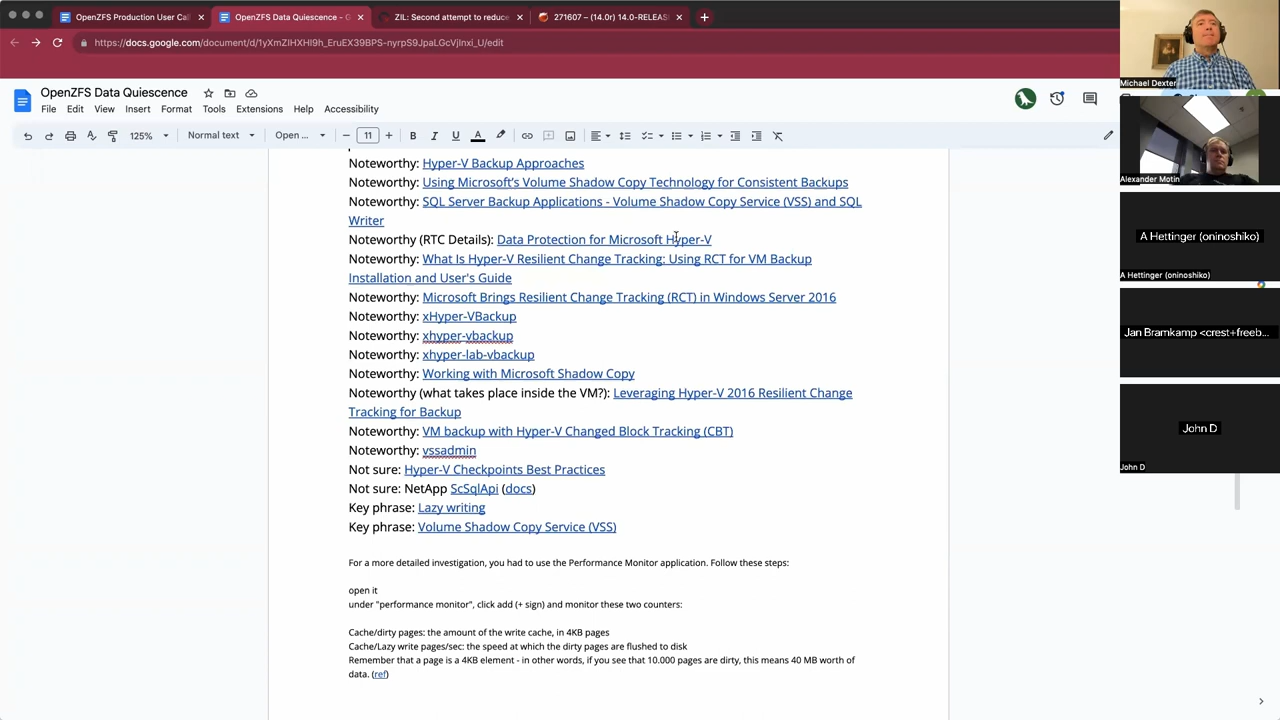 OpenZFS Production User Cal
OpenZFS Data Quiescence - G
ZIL: Second attempt to reduce
271607 – (14.0r) 14.0-RELEAS
https://docs.google.com/document/d/1yXmZIHXHI9h_EruEX39BPS-nyrpS9JpaLGcVjlnxi_U/edit
OpenZFS Data Quiescence
File Edit View Insert Format Tools Extensions Help Accessibility
125% Normal text Open ... 11 B I U A
Noteworthy: Hyper-V Backup Approaches
Noteworthy: Using Microsoft's Volume Shadow Copy Technology for Consistent Backups
Noteworthy: SQL Server Backup Applications - Volume Shadow Copy Service (VSS) and SQL
Writer
Noteworthy (RTC Details): Data Protection for Microsoft Hyper-V
Noteworthy: What Is Hyper-V Resilient Change Tracking: Using RCT for VM Backup
Installation and User's Guide
Noteworthy: Microsoft Brings Resilient Change Tracking (RCT) in Windows Server 2016
Noteworthy: xHyper-VBackup
Noteworthy: xhyper-vbackup
Noteworthy: xhyper-lab-vbackup
Noteworthy: Working with Microsoft Shadow Copy
Noteworthy (what takes place inside the VM?): Leveraging Hyper-V 2016 Resilient Change
Tracking for Backup
Noteworthy: VM backup with Hyper-V Changed Block Tracking (CBT)
Noteworthy: vssadmin
Not sure: Hyper-V Checkpoints Best Practices
Not sure: NetApp ScSqlApi (docs)
Key phrase: Lazy writing
Key phrase: Volume Shadow Copy Service (VSS)
For a more detailed investigation, you had to use the Performance Monitor application. Follow these steps:
open it
under "performance monitor", click add (+ sign) and monitor these two counters:
Cache/dirty pages: the amount of the write cache, in 4KB pages
Cache/Lazy write pages/sec: the speed at which the dirty pages are flushed to disk
Remember that a page is a 4KB element - in other words, if you see that 10.000 pages are dirty, this means 40 MB worth of
data. (ref)
Michael Dexter
Alexander Motin
A Hettinger (oninoshiko)
A Hettinger (oninoshiko)
Jan Bramkamp <crest+freeb...
John D
John D